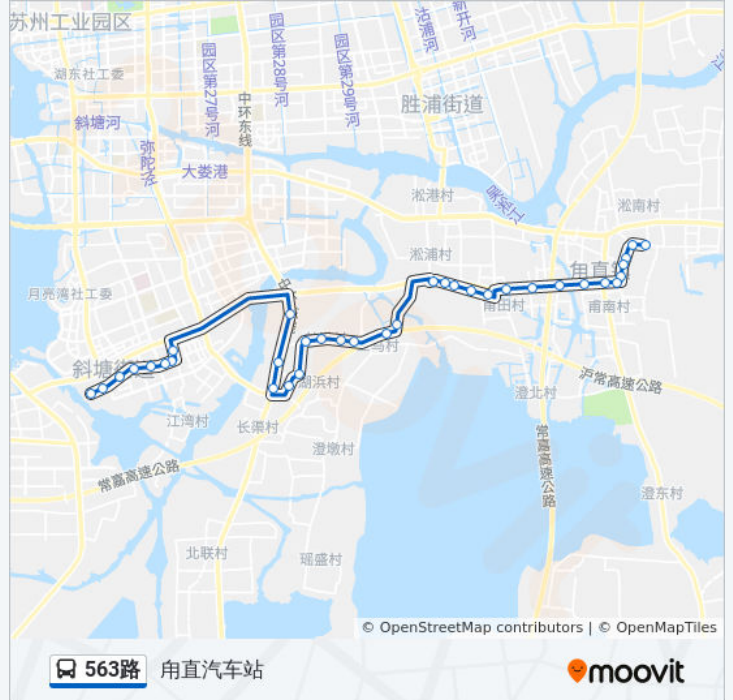 苏州工业园区
湖东社工委
斜塘河
弥陀泾
园区第27号河
中环东线
园区第28号河
园区第29号河
沽浦河
新开河
胜浦街道
大娄港
淞港村
吴淞江
淞南村
淞浦村
月亮湾社工委
甪直
甫田村
甫南村
斜塘街道
湖浜村
江湾村
长渠村
澄墩村
沪常高速公路
澄北村
常嘉高速公路
常嘉高速公路
澄东村
北联村
瑶盛村
© OpenStreetMap contributors | © OpenMapTiles
563路 甪直汽车站
moovit